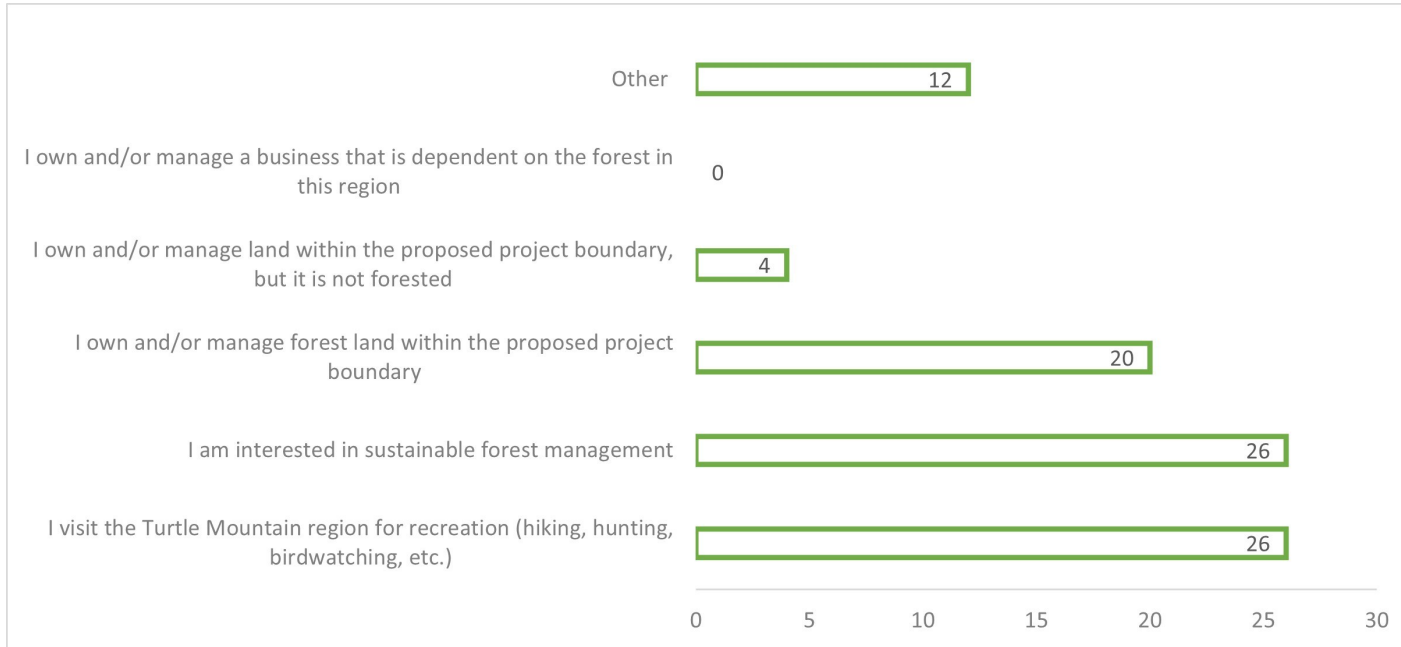 Other
12
I own and/or manage a business that is dependent on the forest in
this region
0
I own and/or manage land within the proposed project boundary,
but it is not forested
4
I own and/or manage forest land within the proposed project
boundary
20
I am interested in sustainable forest management
26
I visit the Turtle Mountain region for recreation (hiking, hunting,
birdwatching, etc.)
26
0 5 10 15 20 25 30